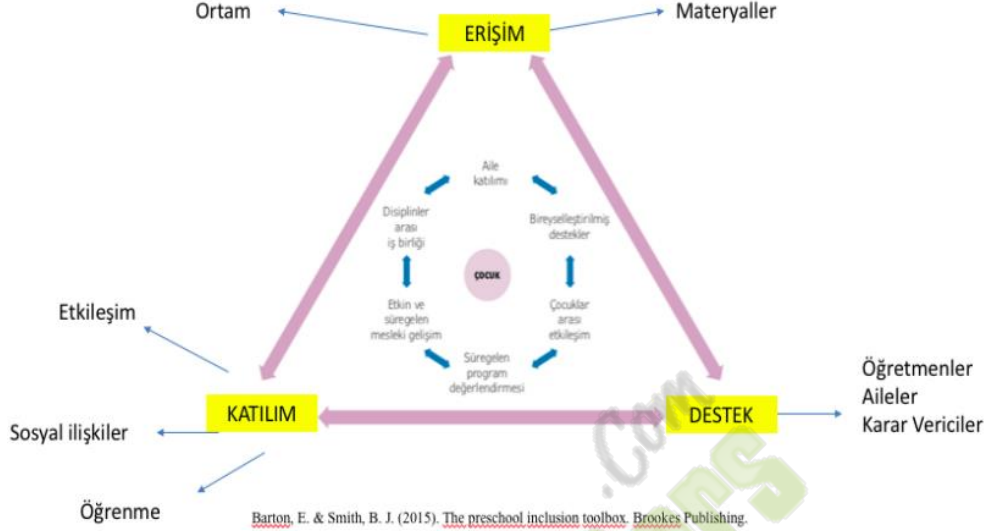 Ortam
Materyaller
ERİŞİM
Aile
katılımı
Disiplinler
arası
iş birliği
Bireyselleştirilmiş
destekler
ÇOCUK
Etkin ve
süregelen
mesleki gelişim
Çocuklar
arası
etkileşim
Süregelen
program
değerlendirmesi
Etkileşim
KATILIM
Sosyal ilişkiler
Öğrenme
DESTEK
Öğretmenler
Aileler
Karar Vericiler
.Com
Barton, E. & Smith, B. J. (2015). The preschool inclusion toolbox. Brookes Publishing.